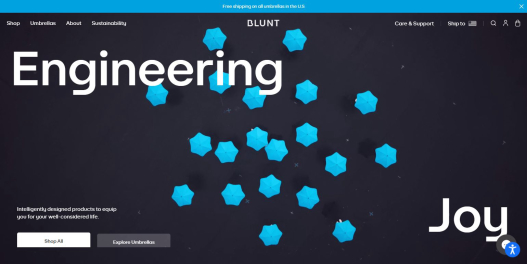 Free shipping on all umbrellas in the U.S
Shop Umbrellas About Sustainability BLUNT Care & Support Ship to
Engineering
Intelligently designed products to equip
you for your well-considered life.
Joy
Shop All Explore Umbrellas